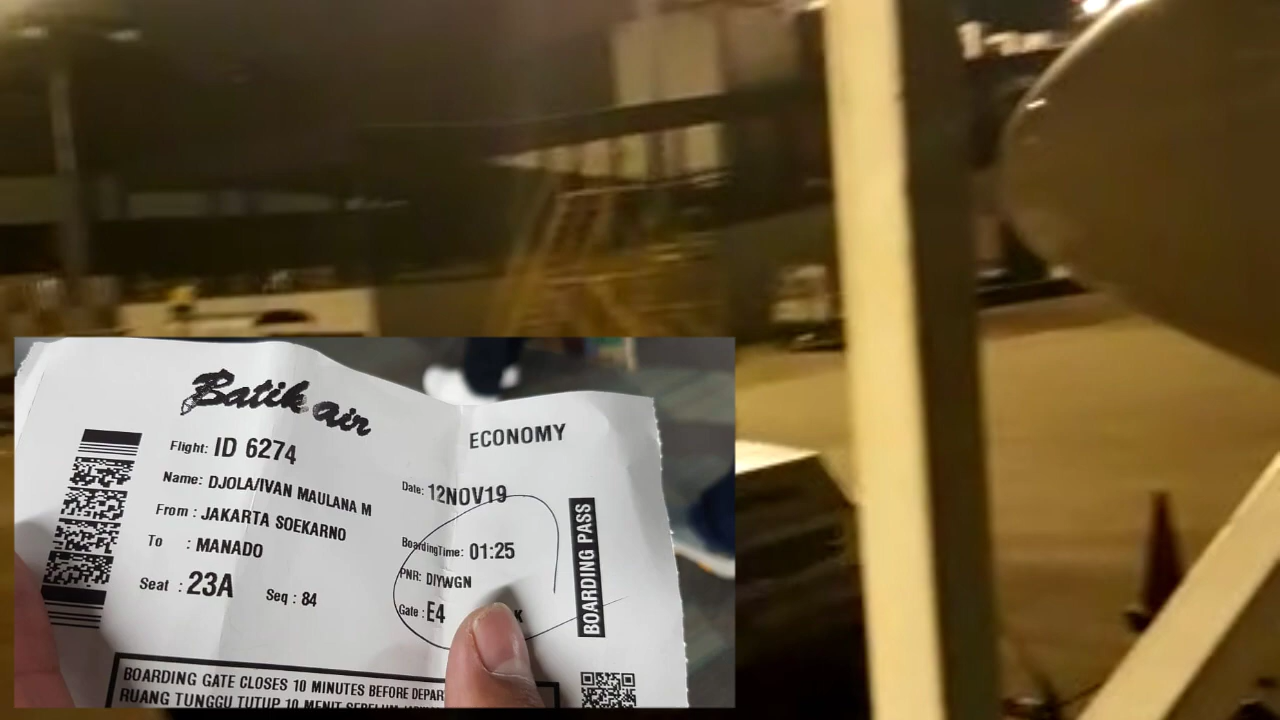 Batik air
ECONOMY
Flight: ID 6274
Name: DJOLA/IVAN MAULANA M
From : JAKARTA SOEKARNO
To : MANADO
Seat : 23A Seq : 84
Date: 12NOV19
BoardingTime: 01:25
PNR: DIYWGN
Gate : E4
BOARDING PASS
BOARDING GATE CLOSES 10 MINUTES BEFORE
RUANG TUNGGU TUTUP 10 MENIT